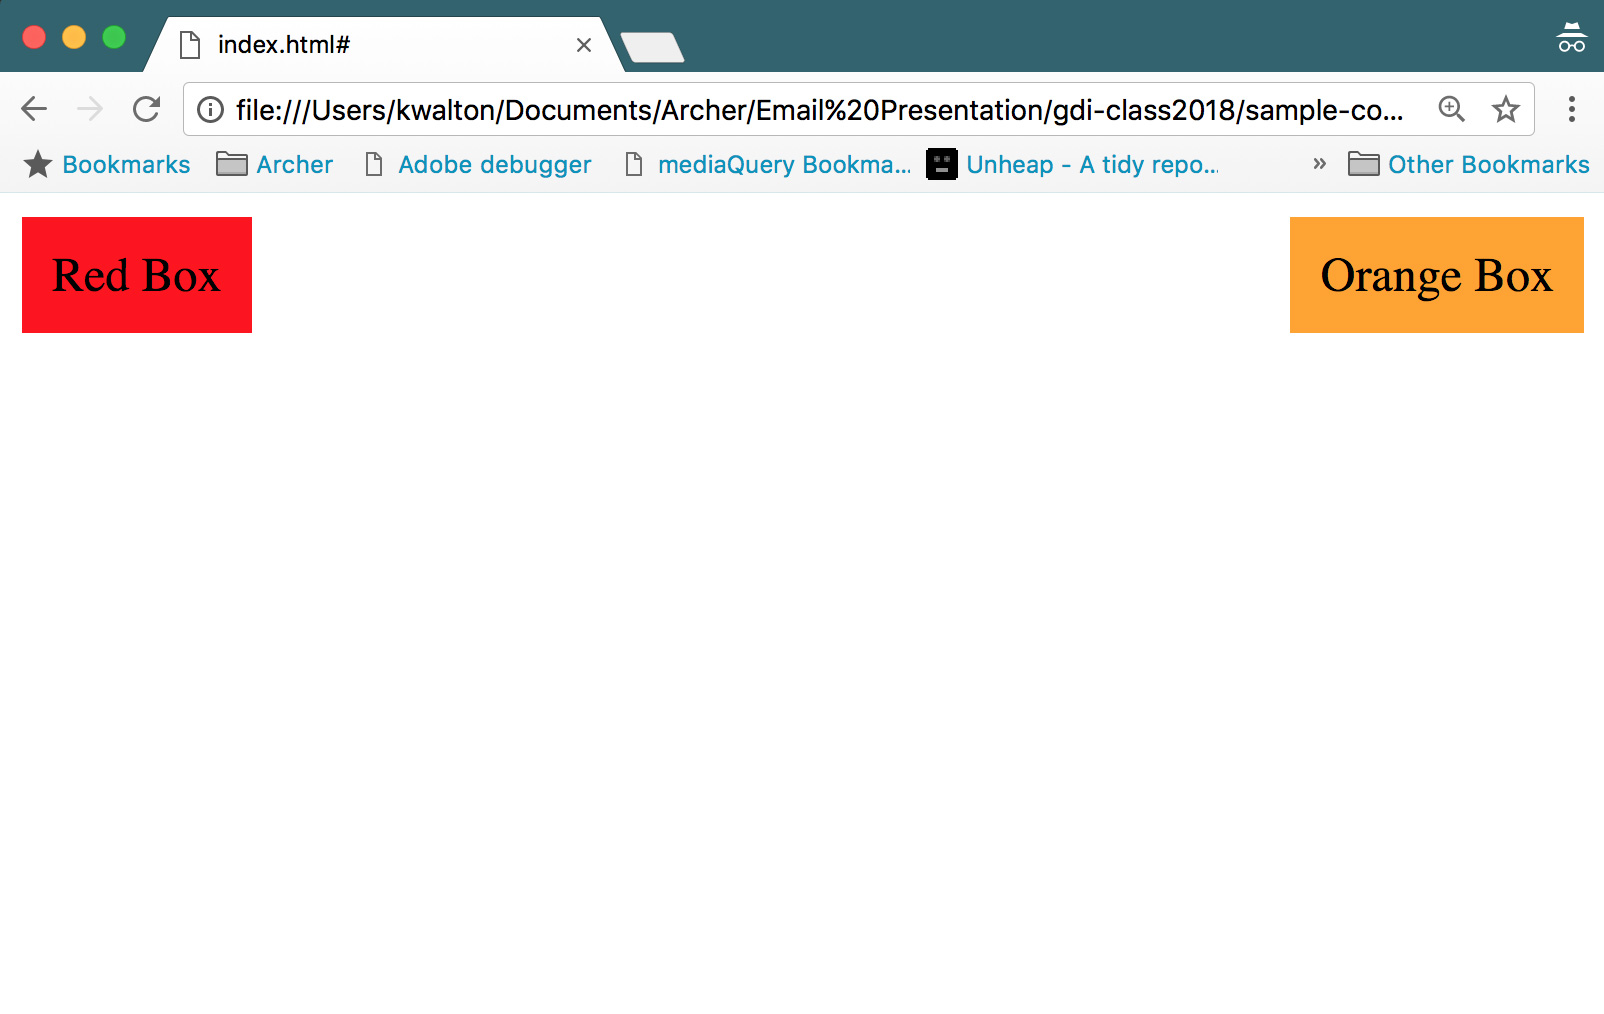 index.html#
file:///Users/kwalton/Documents/Archer/Email%20Presentation/gdi-class2018/sample-co...
Bookmarks Archer Adobe debugger mediaQuery Bookma... Unheap - A tidy repo... » Other Bookmarks
Red Box Orange Box